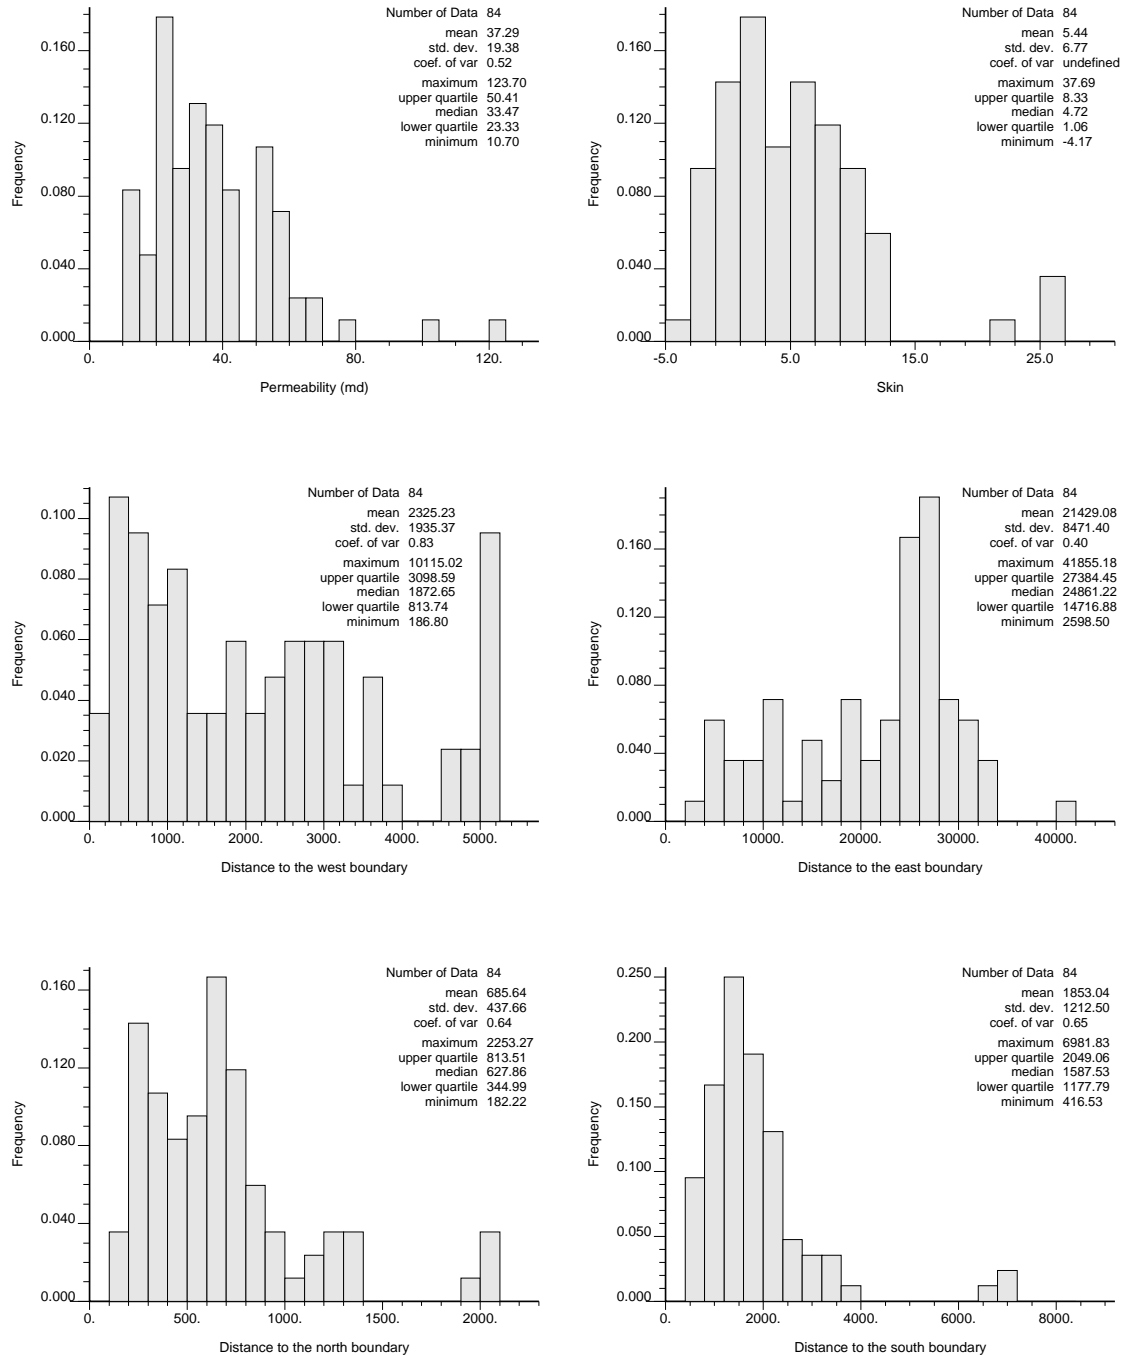 Number of Data 84
mean 37.29
std. dev. 19.38
coef. of var 0.52
maximum 123.70
upper quartile 50.41
median 33.47
lower quartile 23.33
minimum 10.70
Frequency
0.160
0.120
0.080
0.040
0.000
0. 40. 80. 120.
Permeability (md)
Number of Data 84
mean 5.44
std. dev. 6.77
coef. of var undefined
maximum 37.69
upper quartile 8.33
median 4.72
lower quartile 1.06
minimum -4.17
Frequency
0.160
0.120
0.080
0.040
0.000
-5.0 5.0 15.0 25.0
Skin
Number of Data 84
mean 2325.23
std. dev. 1935.37
coef. of var 0.83
maximum 10115.02
upper quartile 3098.59
median 1872.65
lower quartile 813.74
minimum 186.80
Frequency
0.100
0.080
0.060
0.040
0.020
0.000
0. 1000. 2000. 3000. 4000. 5000.
Distance to the west boundary
Number of Data 84
mean 21429.08
std. dev. 8471.40
coef. of var 0.40
maximum 41855.18
upper quartile 27384.45
median 24861.22
lower quartile 14716.88
minimum 2598.50
Frequency
0.160
0.120
0.080
0.040
0.000
0. 10000. 20000. 30000. 40000.
Distance to the east boundary
Number of Data 84
mean 685.64
std. dev. 437.66
coef. of var 0.64
maximum 2253.27
upper quartile 813.51
median 627.86
lower quartile 344.99
minimum 182.22
Frequency
0.160
0.120
0.080
0.040
0.000
0. 500. 1000. 1500. 2000.
Distance to the north boundary
Number of Data 84
mean 1853.04
std. dev. 1212.50
coef. of var 0.65
maximum 6981.83
upper quartile 2049.06
median 1587.53
lower quartile 1177.79
minimum 416.53
Frequency
0.250
0.200
0.150
0.100
0.050
0.000
0. 2000. 4000. 6000. 8000.
Distance to the south boundary